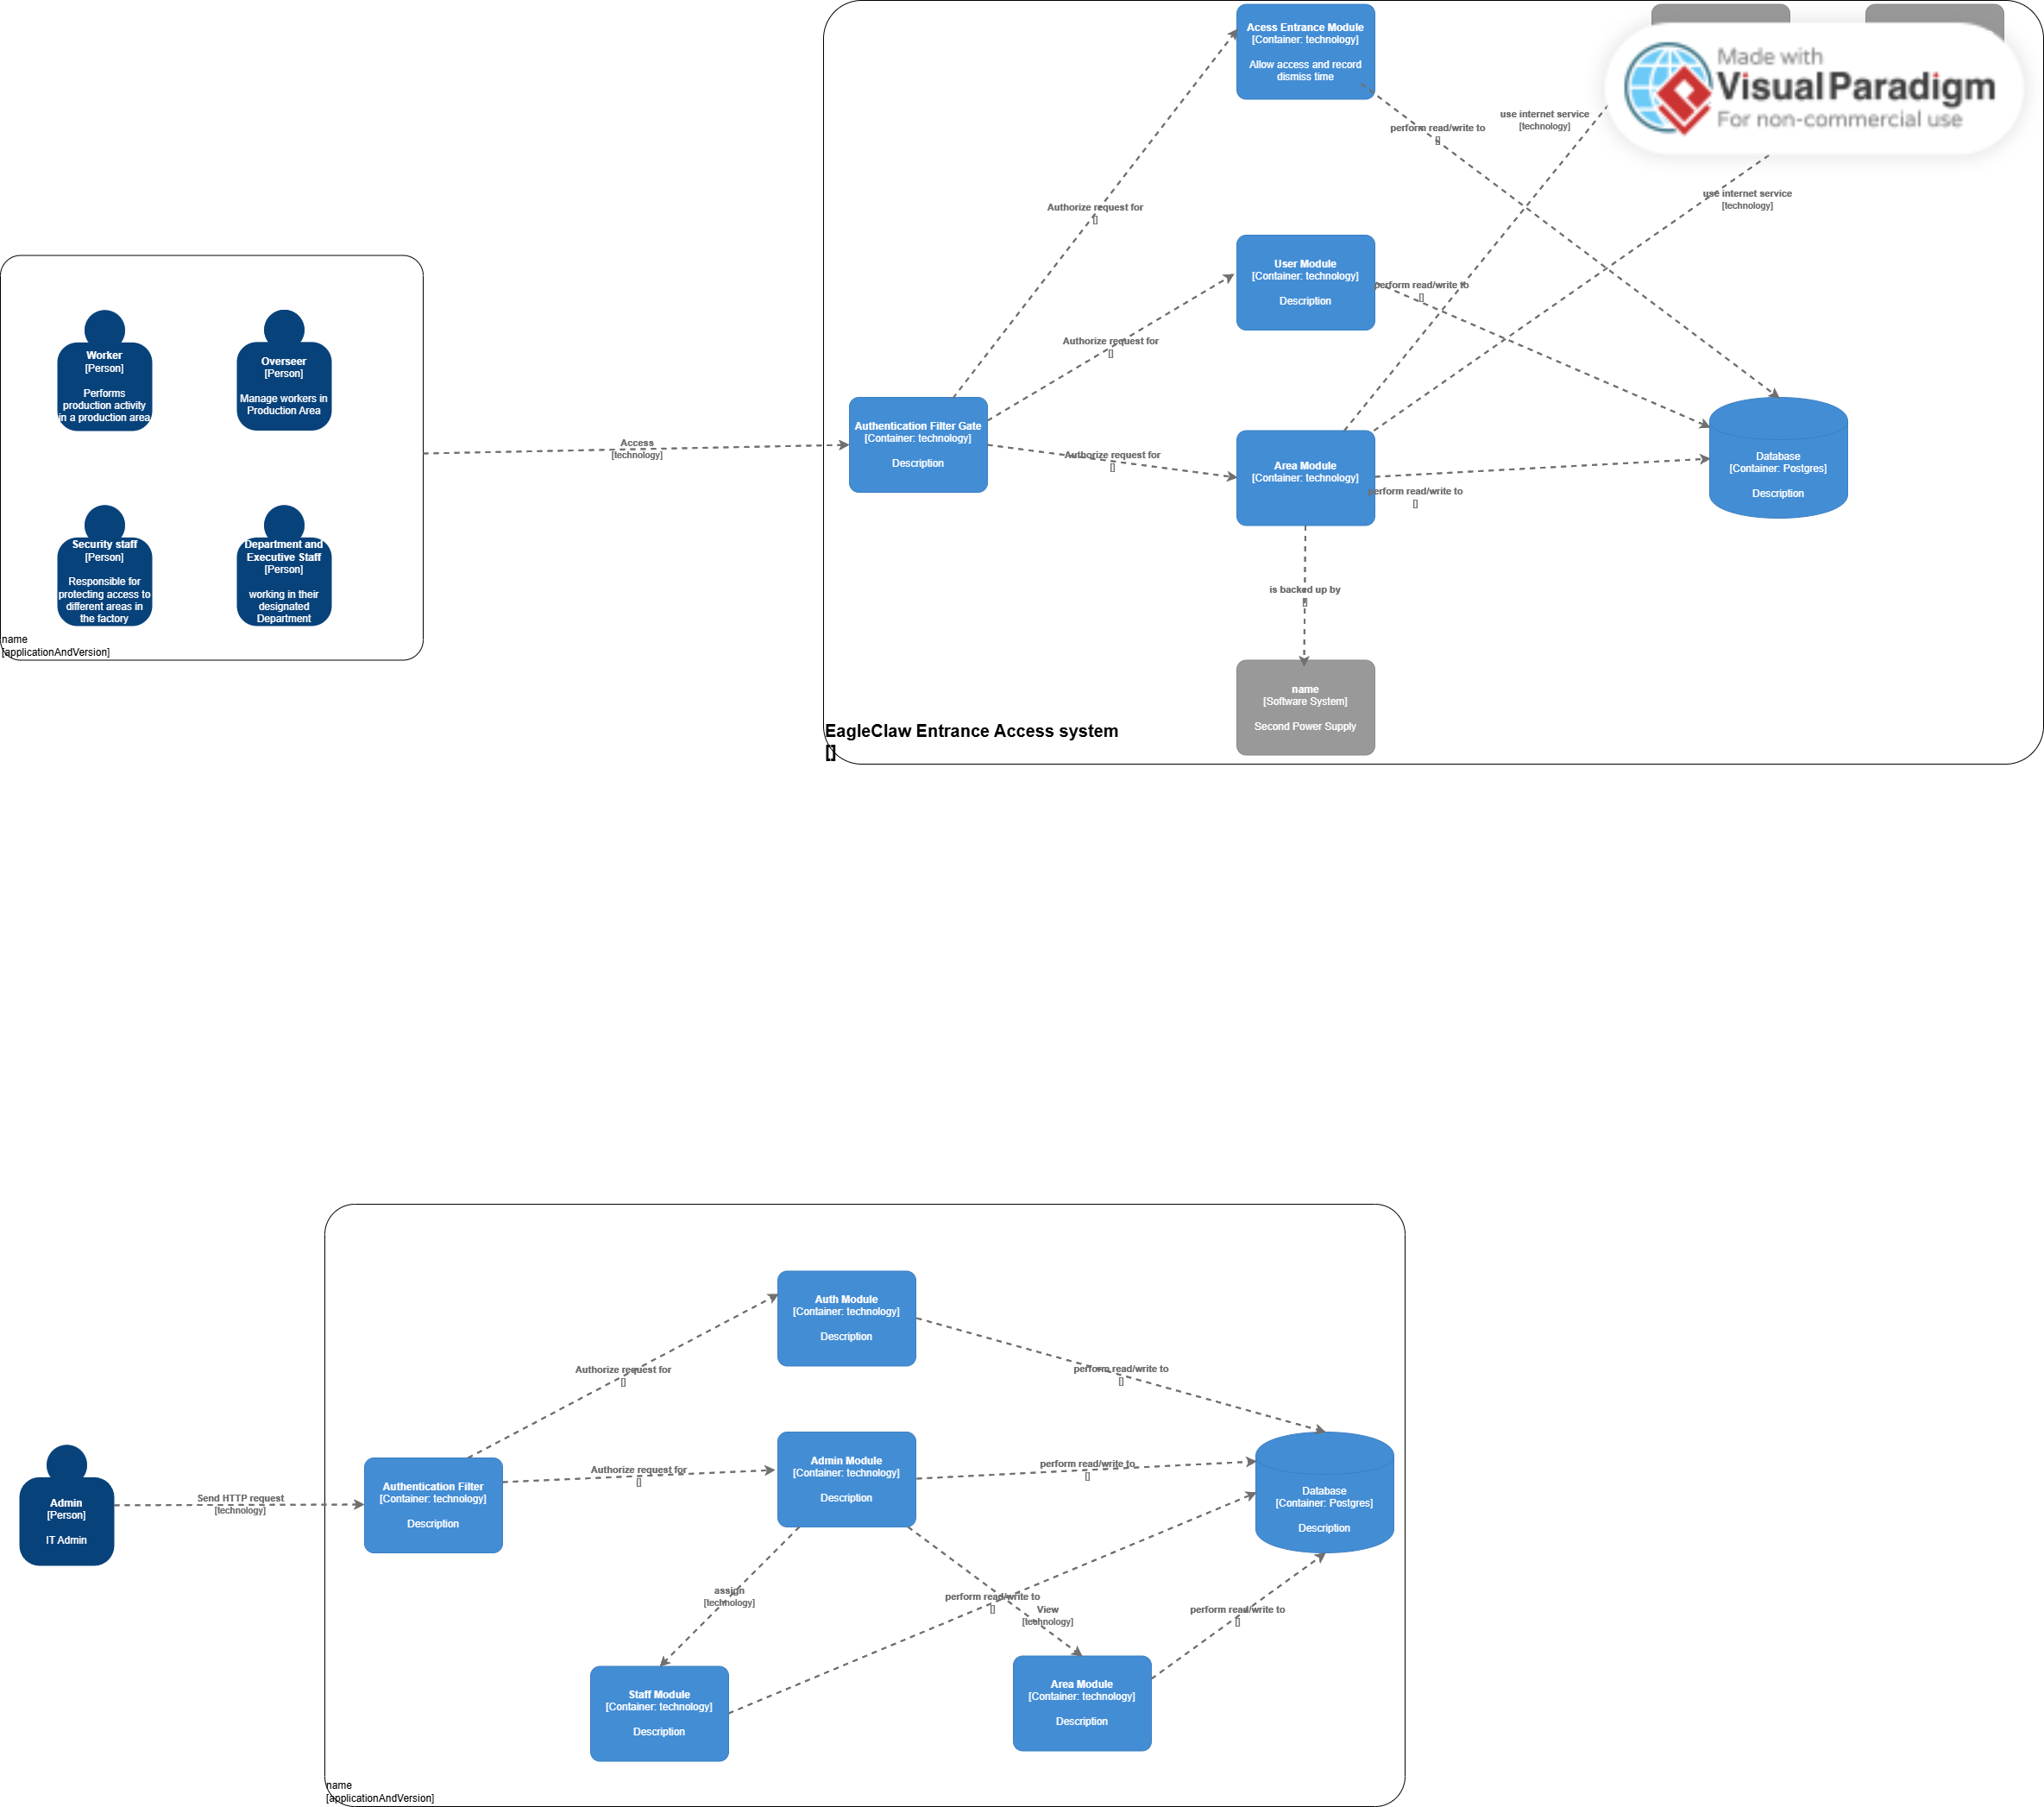 Acess Entrance Module
[Container: technology]
Allow access and record
dismiss time
Made with
Visual Paradigm
For non-commercial use
use internet service
[technology]
perform read/write to
[]
use internet service
[technology]
Authorize request for
[]
User Module
[Container: technology]
Description
perform read/write to
[]
Authorize request for
[]
Worker
[Person]
Performs
production activity
in a production area
Overseer
[Person]
Manage workers in
Production Area
Access
[technology]
Authentication Filter Gate
[Container: technology]
Description
Authorize request for
[]
Area Module
[Container: technology]
perform read/write to
[]
Database
[Container: Postgres]
Description
Security staff
[Person]
Responsible for
protecting access to
different areas in
the factory
Department and
Executive Staff
[Person]
working in their
designated
Department
name
[applicationAndVersion]
is backed up by
[]
name
[Software System]
Second Power Supply
EagleClaw Entrance Access system
[]
Auth Module
[Container: technology]
Description
Authorize request for
[]
perform read/write to
[]
Admin Module
[Container: technology]
Description
Authorize request for
[]
perform read/write to
[]
Admin
[Person]
IT Admin
Send HTTP request
[technology]
Authentication Filter
[Container: technology]
Description
Database
[Container: Postgres]
Description
assign
[technology]
perform read/write to
[]
View
[technology]
perform read/write to
[]
Staff Module
[Container: technology]
Description
Area Module
[Container: technology]
Description
name
[applicationAndVersion]